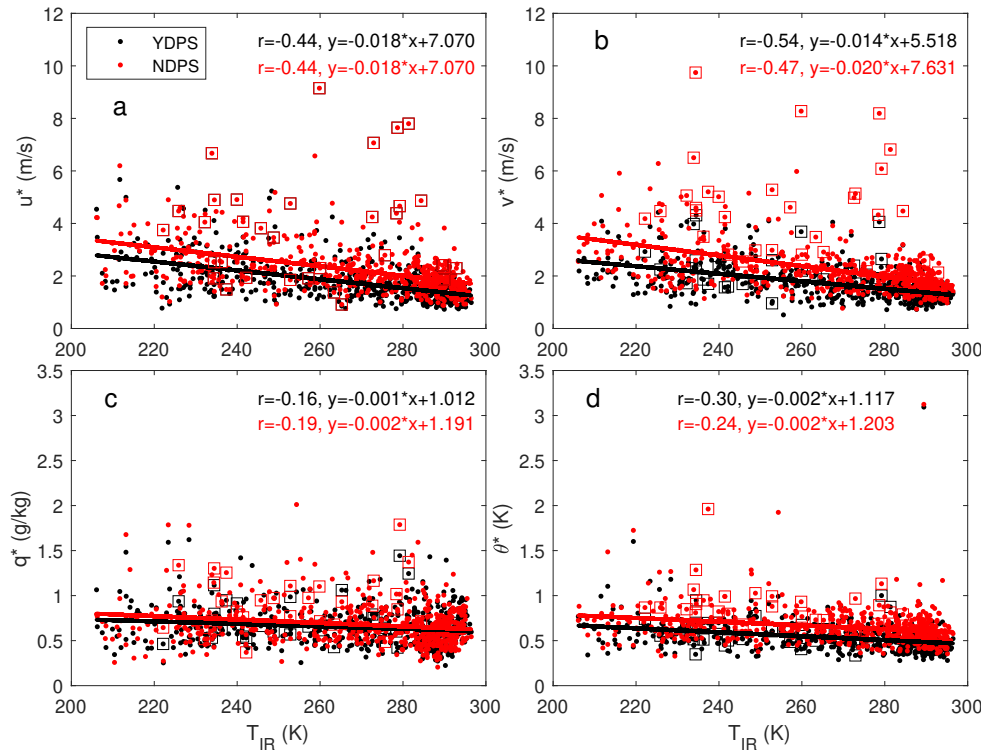 YDPS
NDPS
a
r=-0.44, y=-0.018*x+7.070
r=-0.44, y=-0.018*x+7.070
12
10
8
6
4
2
0
u* (m/s)
200 220 240 260 280 300
b
r=-0.54, y=-0.014*x+5.518
r=-0.47, y=-0.020*x+7.631
12
10
8
6
4
2
0
v* (m/s)
200 220 240 260 280 300
c
r=-0.16, y=-0.001*x+1.012
r=-0.19, y=-0.002*x+1.191
3.5
3
2.5
2
1.5
1
0.5
0
q* (g/kg)
200 220 240 260 280 300
T_IR (K)
d
r=-0.30, y=-0.002*x+1.117
r=-0.24, y=-0.002*x+1.203
3.5
3
2.5
2
1.5
1
0.5
0
θ* (K)
200 220 240 260 280 300
T_IR (K)